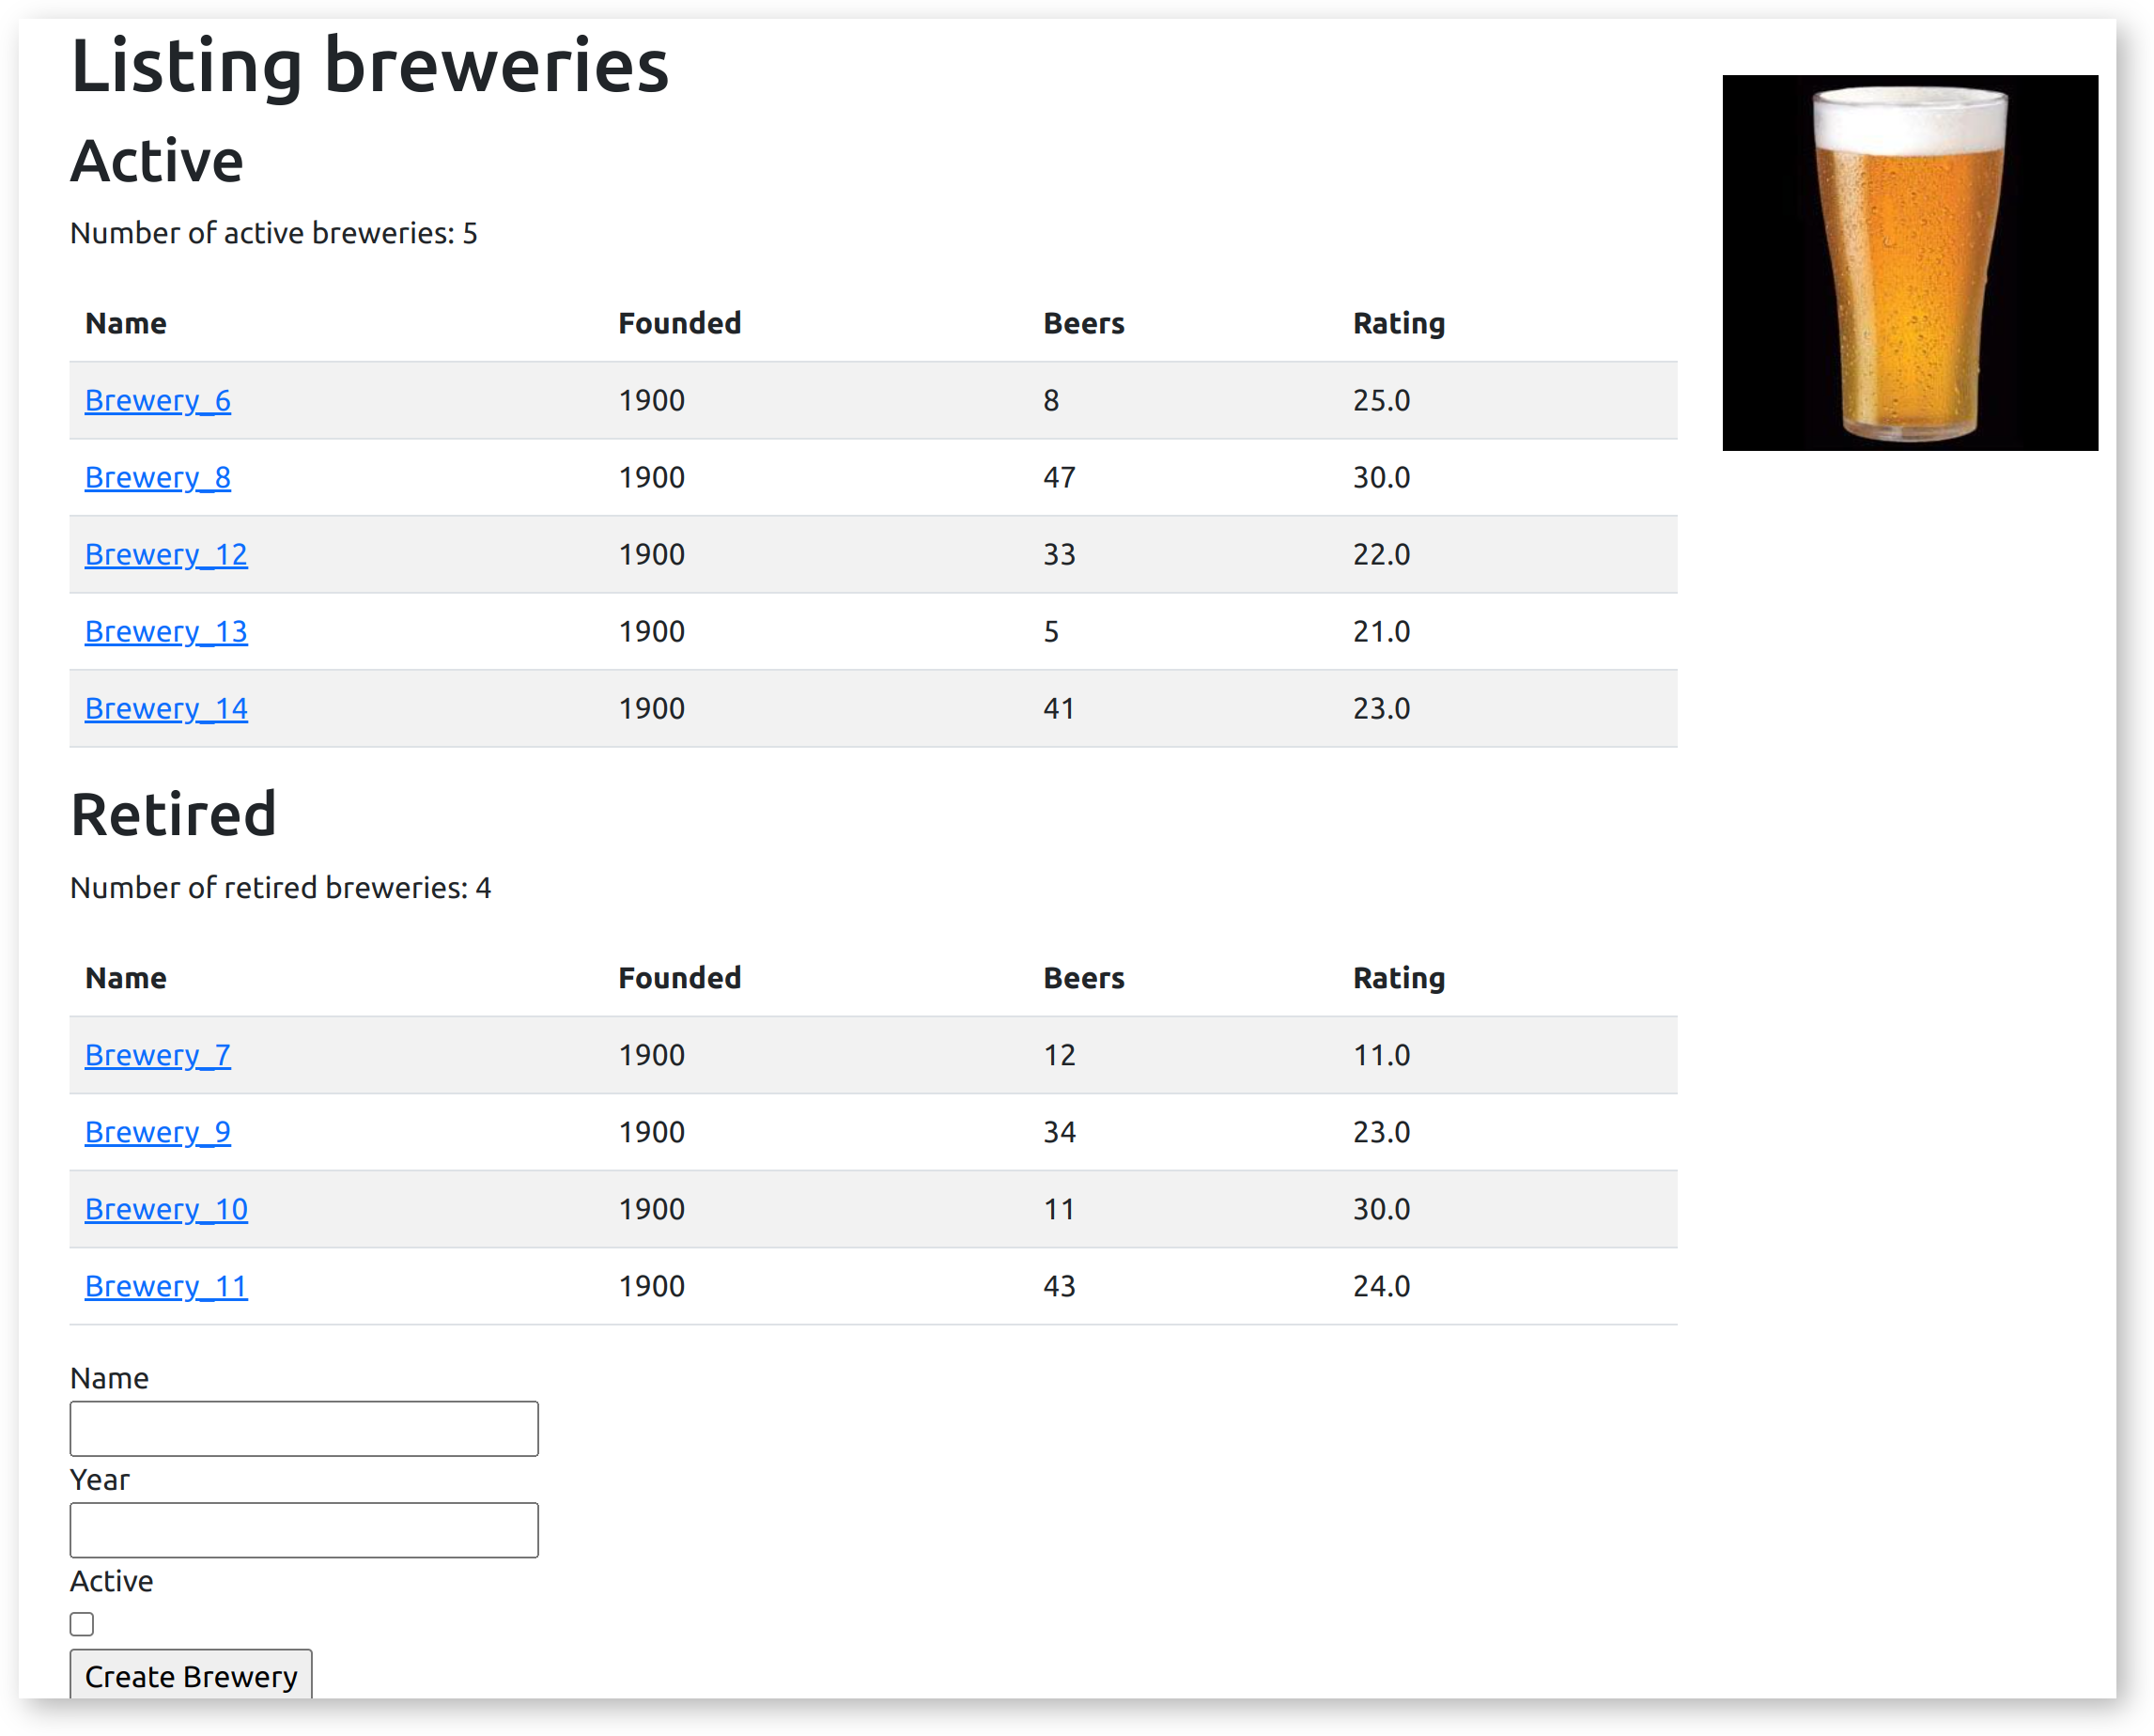 Listing breweries
Active
Number of active breweries: 5
Name Founded Beers Rating
Brewery_6 1900 8 25.0
Brewery_8 1900 47 30.0
Brewery_12 1900 33 22.0
Brewery_13 1900 5 21.0
Brewery_14 1900 41 23.0
Retired
Number of retired breweries: 4
Name Founded Beers Rating
Brewery_7 1900 12 11.0
Brewery_9 1900 34 23.0
Brewery_10 1900 11 30.0
Brewery_11 1900 43 24.0
Name
Year
Active
Create Brewery